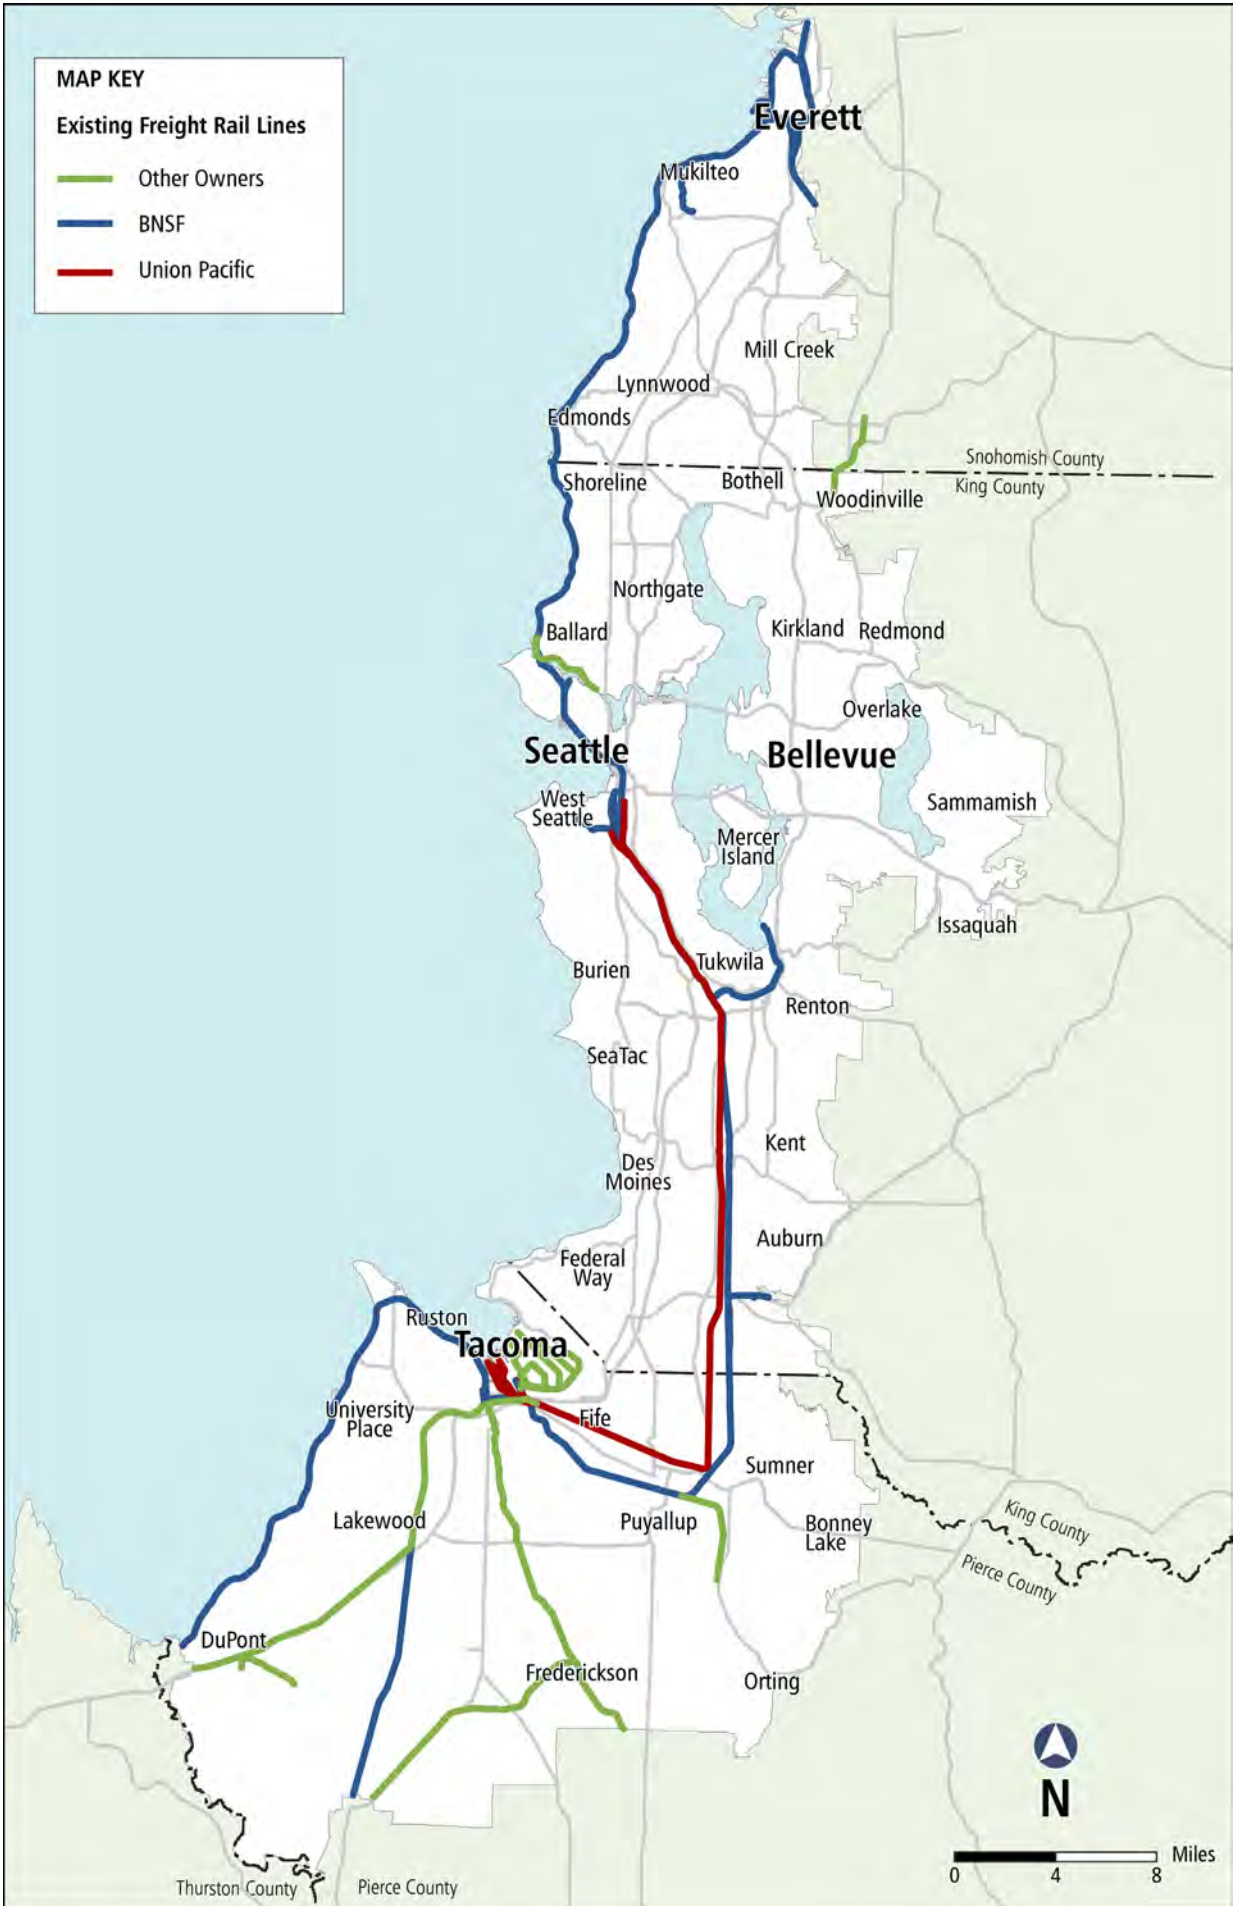 MAP KEY
Existing Freight Rail Lines
Other Owners
BNSF
Union Pacific
Everett
Mukilteo
Mill Creek
Lynnwood
Edmonds
Snohomish County
King County
Shoreline
Bothell
Woodinville
Northgate
Ballard
Kirkland
Redmond
Overlake
Seattle
Bellevue
West
Seattle
Sammamish
Mercer
Island
Issaquah
Tukwila
Burien
Renton
SeaTac
Kent
Des
Moines
Auburn
Federal
Way
Ruston
Tacoma
University
Place
Fife
Sumner
Lakewood
Puyallup
Bonney
Lake
King County
Pierce County
DuPont
Frederickson
Orting
N
Miles
0 4 8
Thurston County
Pierce County